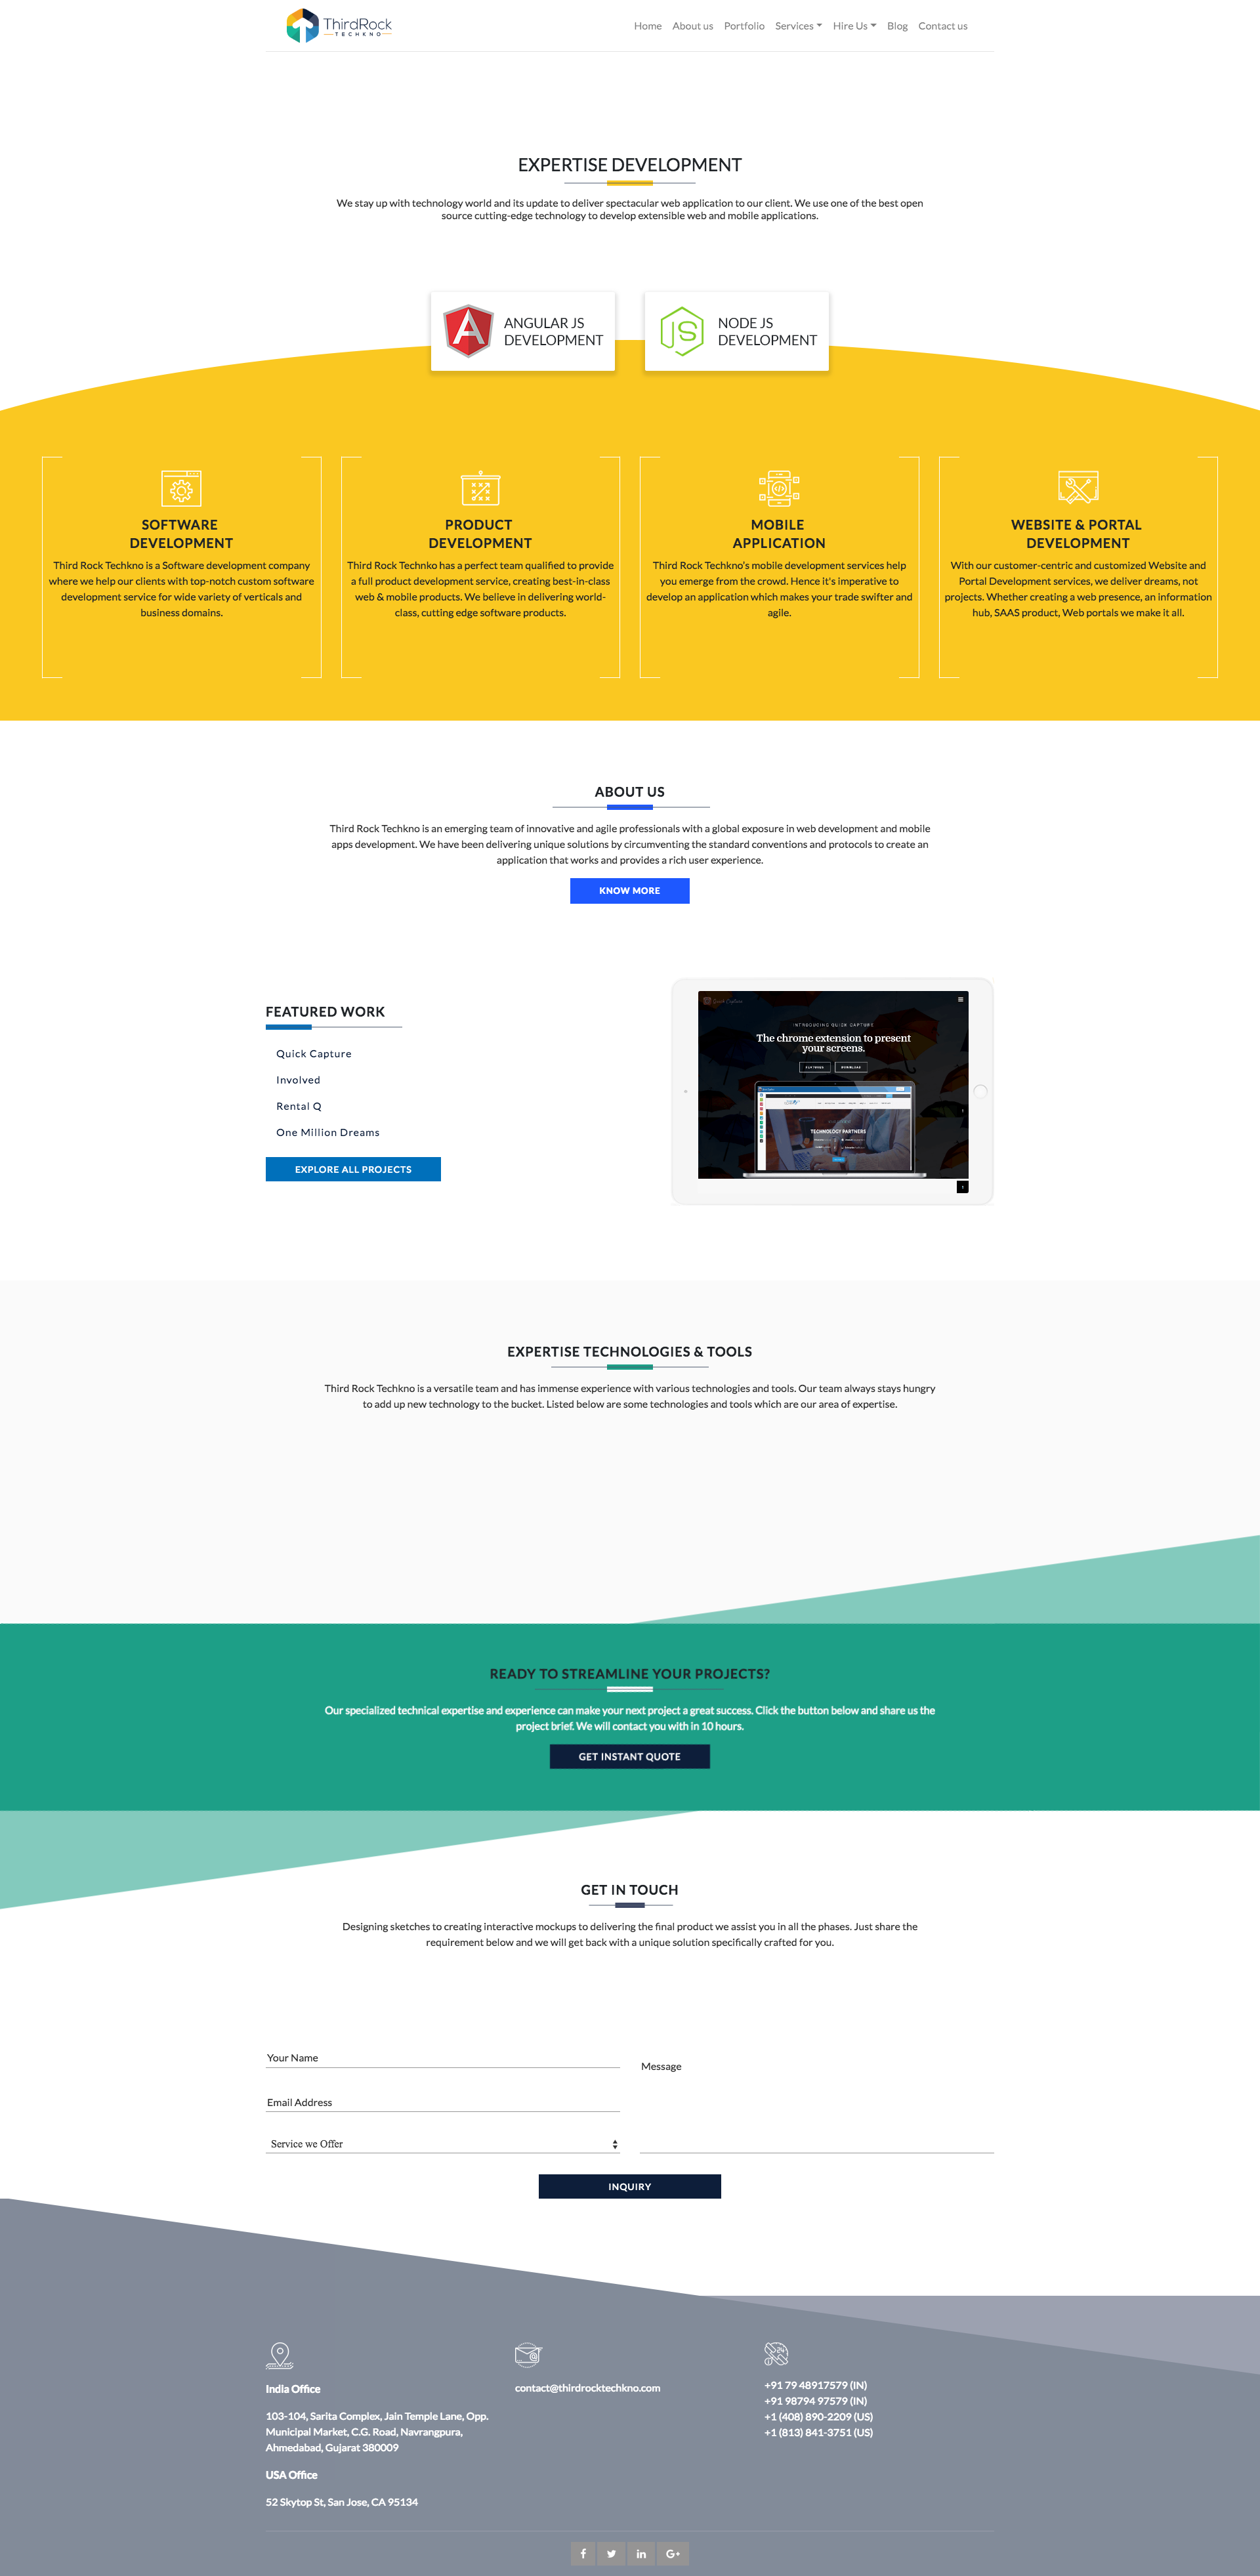 ThirdRock
TECHKNO
Home About us Portfolio Services Hire Us Blog Contact us
EXPERTISE DEVELOPMENT
We stay up with technology world and its update to deliver spectacular web application to our client. We use one of the best open
source cutting-edge technology to develop extensible web and mobile applications.
ANGULAR JS
DEVELOPMENT
NODE JS
DEVELOPMENT
SOFTWARE
DEVELOPMENT
Third Rock Techkno is a Software development company
where we help our clients with top-notch custom software
development service for wide variety of verticals and
business domains.
PRODUCT
DEVELOPMENT
Third Rock Technko has a perfect team qualified to provide
a full product development service, creating best-in-class
web & mobile products. We believe in delivering world-
class, cutting edge software products.
MOBILE
APPLICATION
Third Rock Techkno's mobile development services help
you emerge from the crowd. Hence it's imperative to
develop an application which makes your trade swifter and
agile.
WEBSITE & PORTAL
DEVELOPMENT
With our customer-centric and customized Website and
Portal Development services, we deliver dreams, not
projects. Whether creating a web presence, an information
hub, SAAS product, Web portals we make it all.
ABOUT US
Third Rock Techkno is an emerging team of innovative and agile professionals with a global exposure in web development and mobile
apps development. We have been delivering unique solutions by circumventing the standard conventions and protocols to create an
application that works and provides a rich user experience.
KNOW MORE
FEATURED WORK
Quick Capture
Involved
Rental Q
One Million Dreams
EXPLORE ALL PROJECTS
Quick Capture
INTRODUCING QUICK CAPTURE
The chrome extension to present
your screens.
DOWNLOAD
TECHNOLOGY PARTNERS
EXPERTISE TECHNOLOGIES & TOOLS
Third Rock Techkno is a versatile team and has immense experience with various technologies and tools. Our team always stays hungry
to add up new technology to the bucket. Listed below are some technologies and tools which are our area of expertise.
READY TO STREAMLINE YOUR PROJECTS?
Our specialized technical expertise and experience can make your next project a great success. Click the button below and share us the
project brief. We will contact you with in 10 hours.
GET INSTANT QUOTE
GET IN TOUCH
Designing sketches to creating interactive mockups to delivering the final product we assist you in all the phases. Just share the
requirement below and we will get back with a unique solution specifically crafted for you.
Your Name
Message
Email Address
Service we Offer
INQUIRY
India Office
103-104, Sarita Complex, Jain Temple Lane, Opp.
Municipal Market, C.G. Road, Navrangpura,
Ahmedabad, Gujarat 380009
USA Office
52 Skytop St, San Jose, CA 95134
contact@thirdrocktechkno.com
24
+91 79 48917579 (IN)
+91 98794 97579 (IN)
+1 (408) 890-2209 (US)
+1 (813) 841-3751 (US)